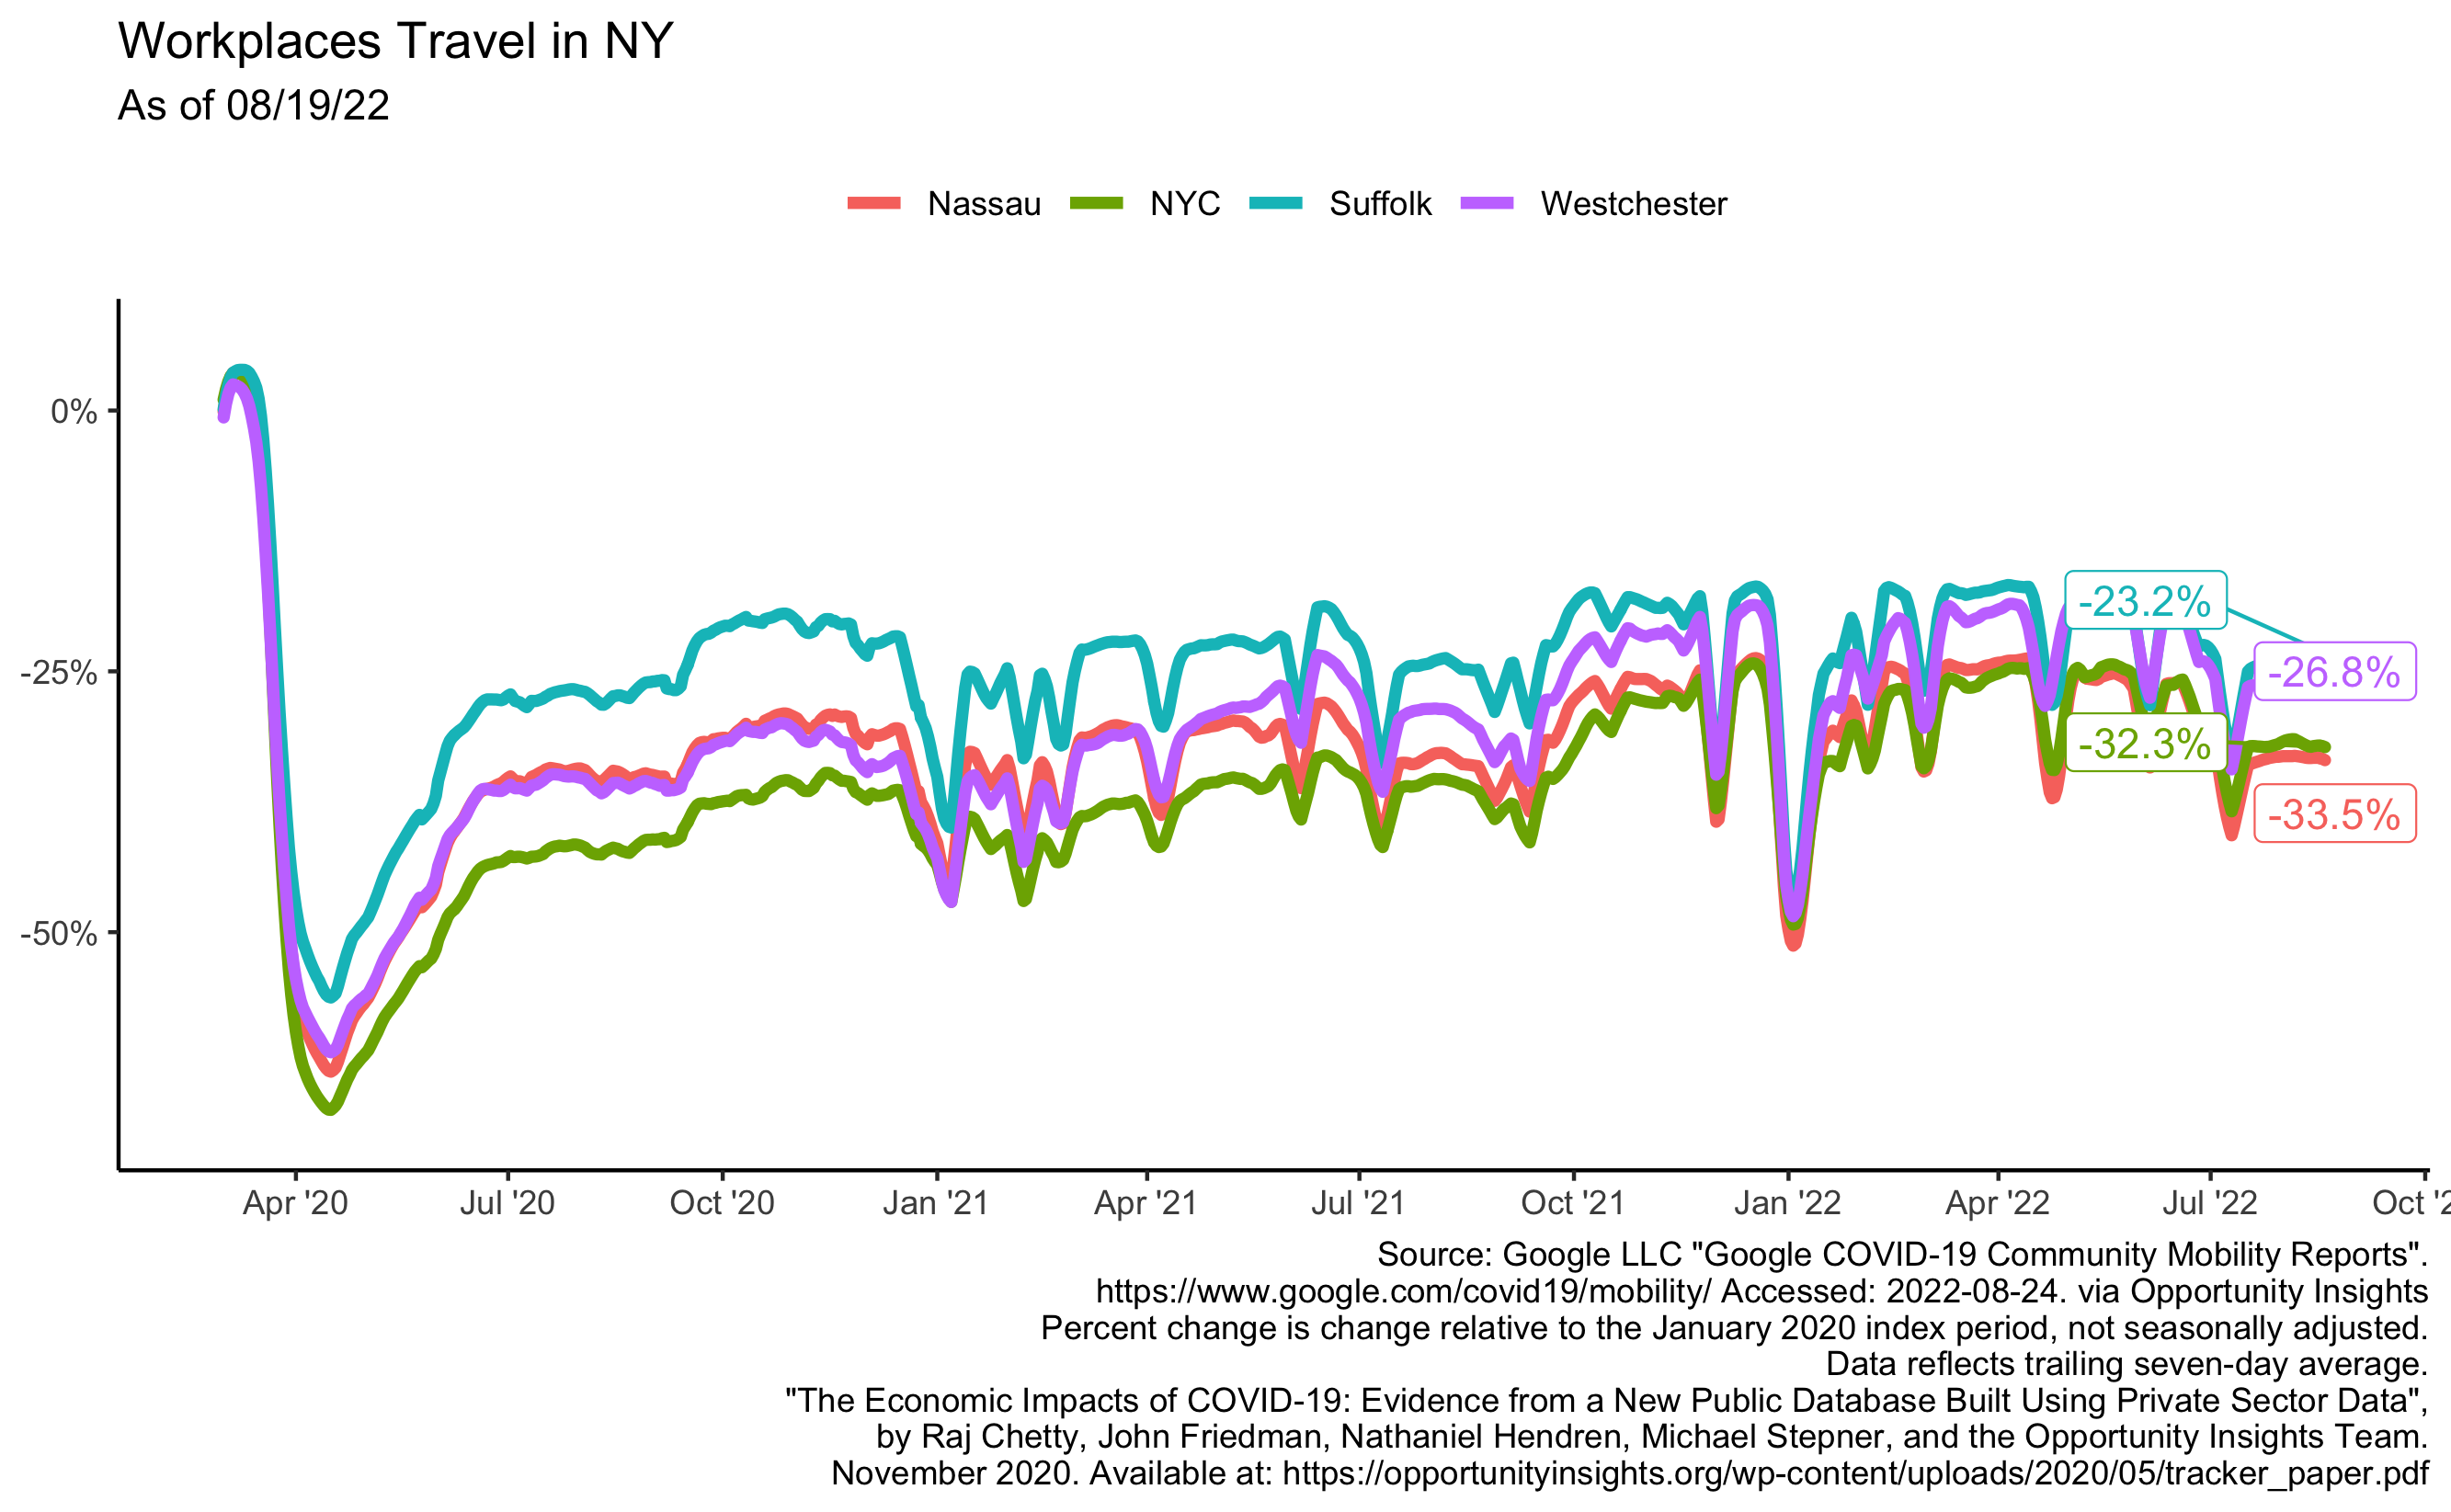 Workplaces Travel in NY
As of 08/19/22
Nassau NYC Suffolk Westchester
0%
-25%
-50%
-23.2%
-26.8%
-32.3%
-33.5%
Apr '20 Jul '20 Oct '20 Jan '21 Apr '21 Jul '21 Oct '21 Jan '22 Apr '22 Jul '22 Oct '2
Source: Google LLC "Google COVID-19 Community Mobility Reports".
https://www.google.com/covid19/mobility/ Accessed: 2022-08-24. via Opportunity Insights
Percent change is change relative to the January 2020 index period, not seasonally adjusted.
Data reflects trailing seven-day average.
"The Economic Impacts of COVID-19: Evidence from a New Public Database Built Using Private Sector Data",
by Raj Chetty, John Friedman, Nathaniel Hendren, Michael Stepner, and the Opportunity Insights Team.
November 2020. Available at: https://opportunityinsights.org/wp-content/uploads/2020/05/tracker_paper.pdf